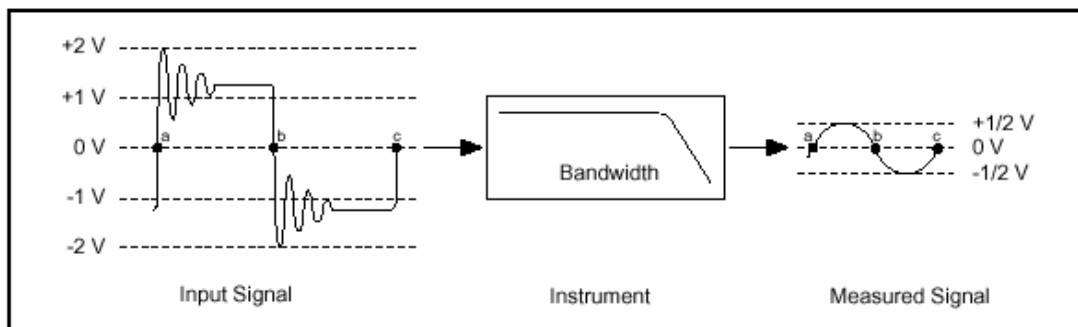 +2 V
+1 V
0 V
-1 V
-2 V
a
b
c
Input Signal
Bandwidth
Instrument
a
b
c
+1/2 V
0 V
-1/2 V
Measured Signal